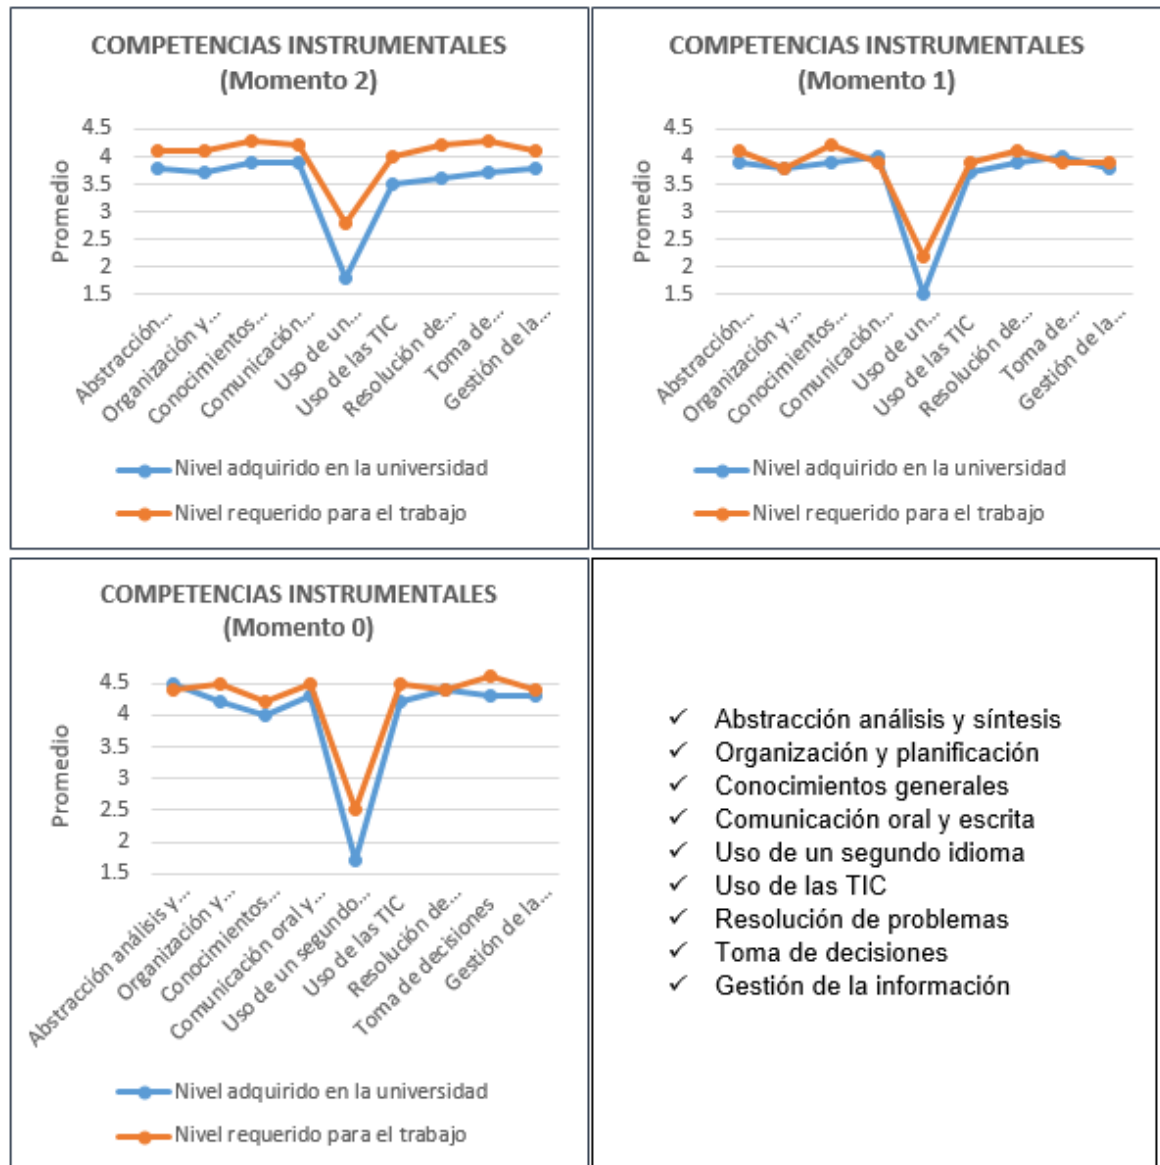 COMPETENCIAS INSTRUMENTALES
(Momento 2)
Promedio
4.5
4
3.5
3
2.5
2
1.5
Abstracción...
Organización y...
Conocimientos...
Comunicación...
Uso de un...
Uso de las TIC
Resolución de...
Toma de...
Gestión de la...
Nivel adquirido en la universidad
Nivel requerido para el trabajo
COMPETENCIAS INSTRUMENTALES
(Momento 1)
Promedio
4.5
4
3.5
3
2.5
2
1.5
Abstracción...
Organización y...
Conocimientos...
Comunicación...
Uso de un...
Uso de las TIC
Resolución de...
Toma de...
Gestión de la...
Nivel adquirido en la universidad
Nivel requerido para el trabajo
COMPETENCIAS INSTRUMENTALES
(Momento 0)
Promedio
4.5
4
3.5
3
2.5
2
1.5
Abstracción análisis y...
Organización y...
Conocimientos...
Comunicación oral y...
Uso de un segundo...
Uso de las TIC
Resolución de...
Toma de decisiones
Gestión de la...
Nivel adquirido en la universidad
Nivel requerido para el trabajo
✓ Abstracción análisis y síntesis
✓ Organización y planificación
✓ Conocimientos generales
✓ Comunicación oral y escrita
✓ Uso de un segundo idioma
✓ Uso de las TIC
✓ Resolución de problemas
✓ Toma de decisiones
✓ Gestión de la información